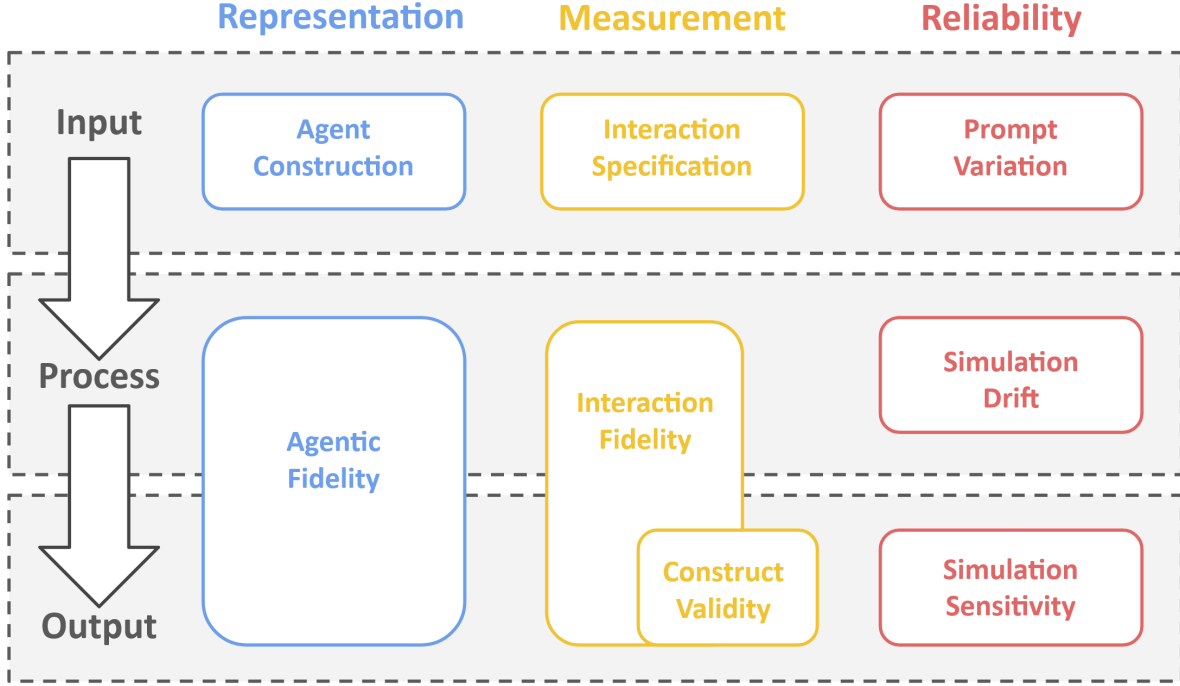 Representation
Measurement
Reliability
Input
Agent
Construction
Interaction
Specification
Prompt
Variation
Process
Agentic
Fidelity
Interaction
Fidelity
Simulation
Drift
Output
Construct
Validity
Simulation
Sensitivity